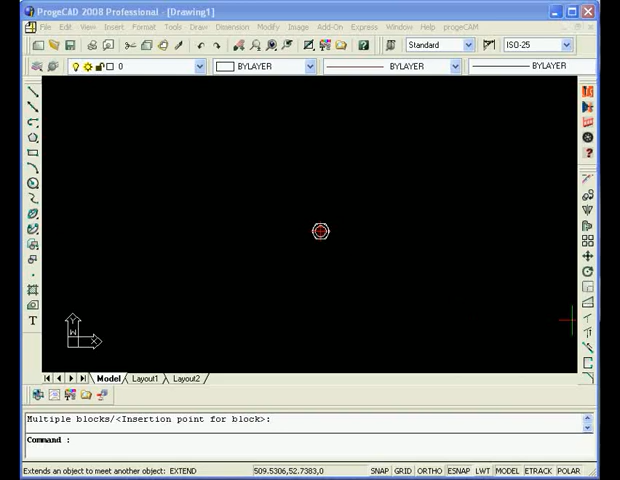 ProgeCAD 2008 Professional - [Drawing1]
File Edit View Insert Format Tools Draw Dimension Modify Image Add-On Express Window Help progeCAD
Standard ISO-25
0 BYLAYER BYLAYER BYLAYER
Y
W
X
T
Model Layout1 Layout2
Multiple blocks/<Insertion point for block>:
Command :
Extends an object to meet another object: EXTEND 509.5306,52.7383,0 SNAP GRID ORTHO ESNAP LWT MODEL ETRACK POLAR